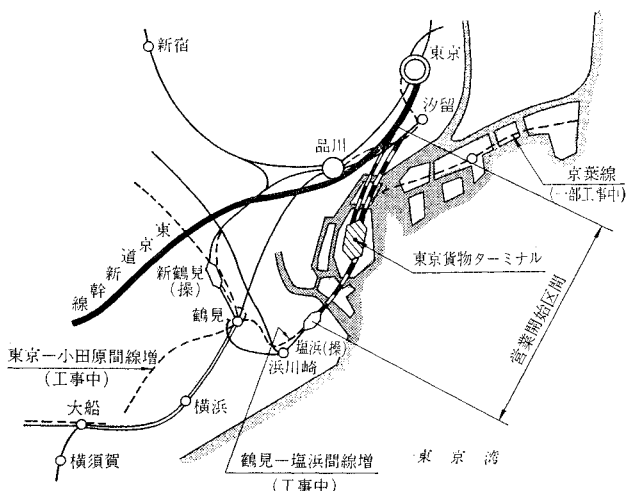 新宿
東京
汐留
品川
京葉線
(一部工事中)
東京貨物ターミナル
営業開始区間
東京新道幹線
新鶴見
(操)
鶴見
塩浜(操)
浜川崎
東京―小田原間線増
(工事中)
大船
横浜
横須賀
鶴見―塩浜間線増
(工事中)
東京湾